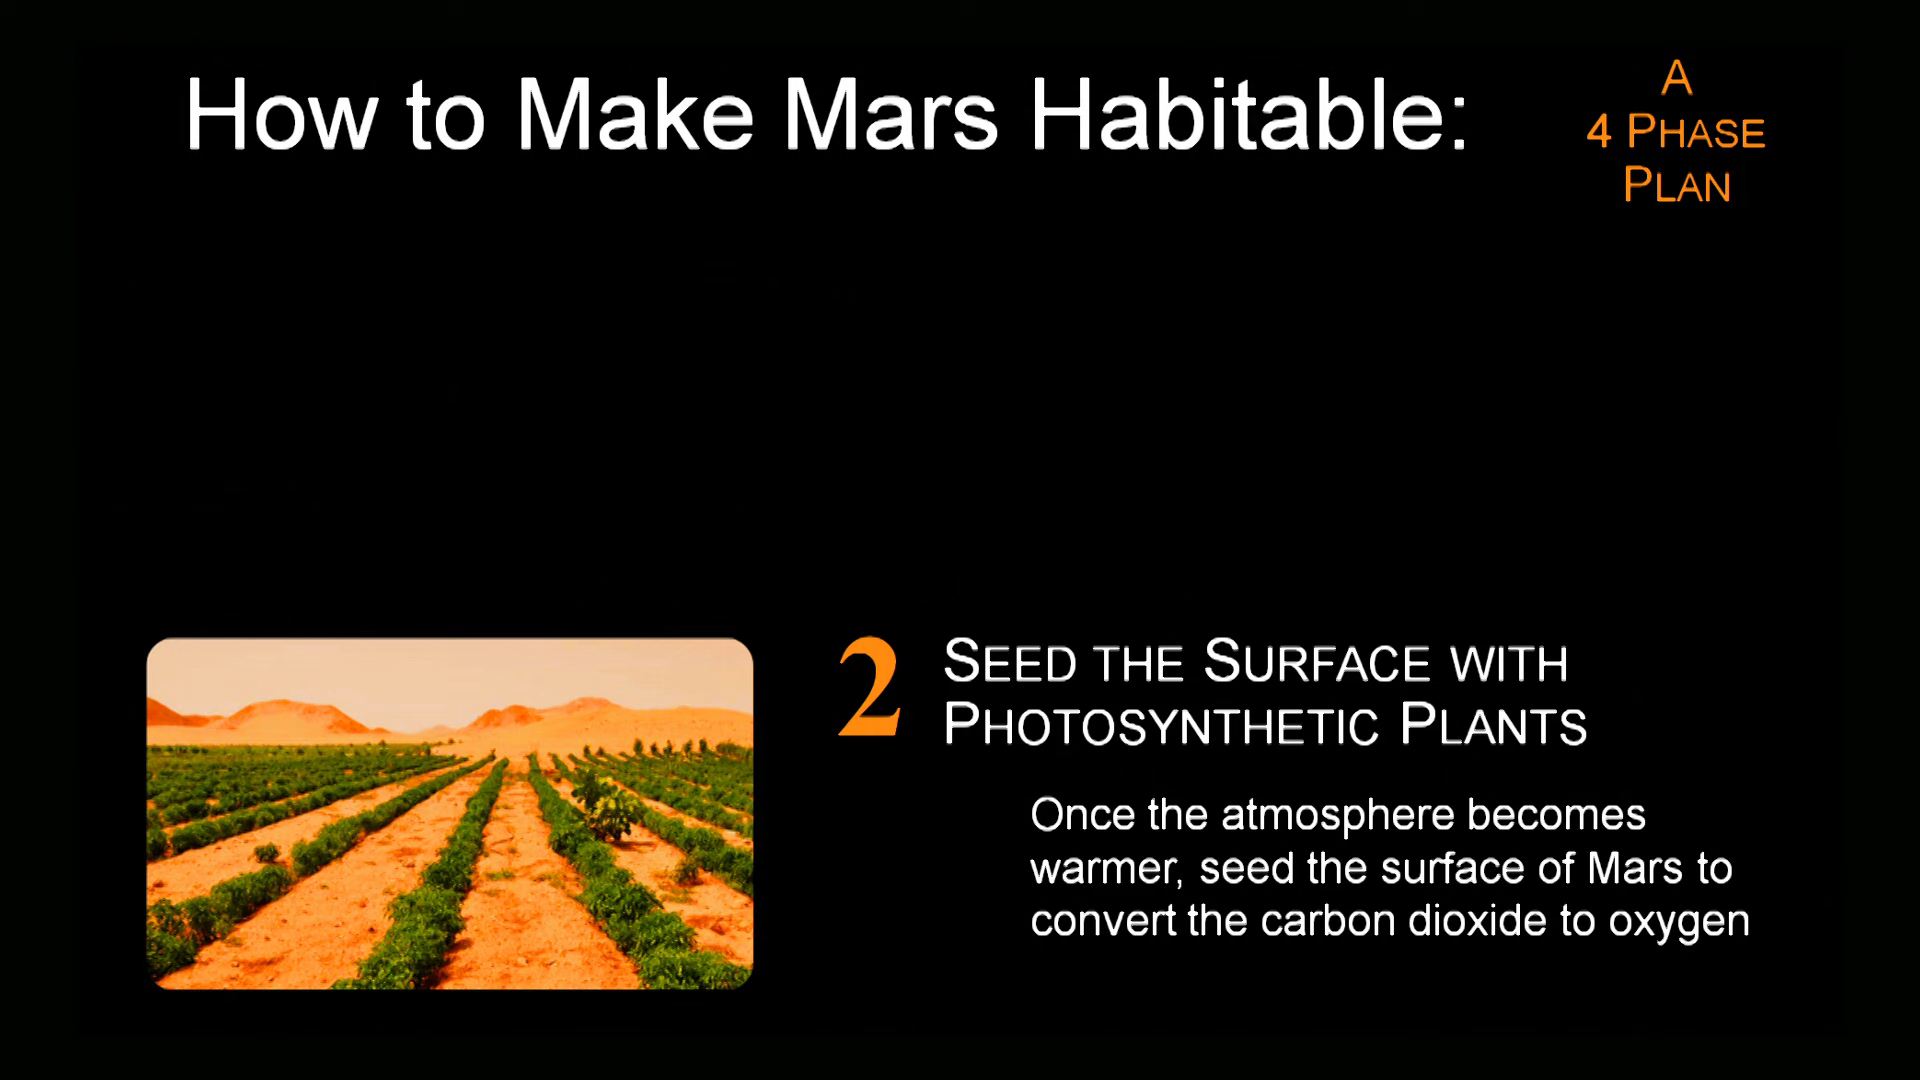 How to Make Mars Habitable:
A
4 PHASE
PLAN
2
SEED THE SURFACE WITH
PHOTOSYNTHETIC PLANTS
Once the atmosphere becomes
warmer, seed the surface of Mars to
convert the carbon dioxide to oxygen